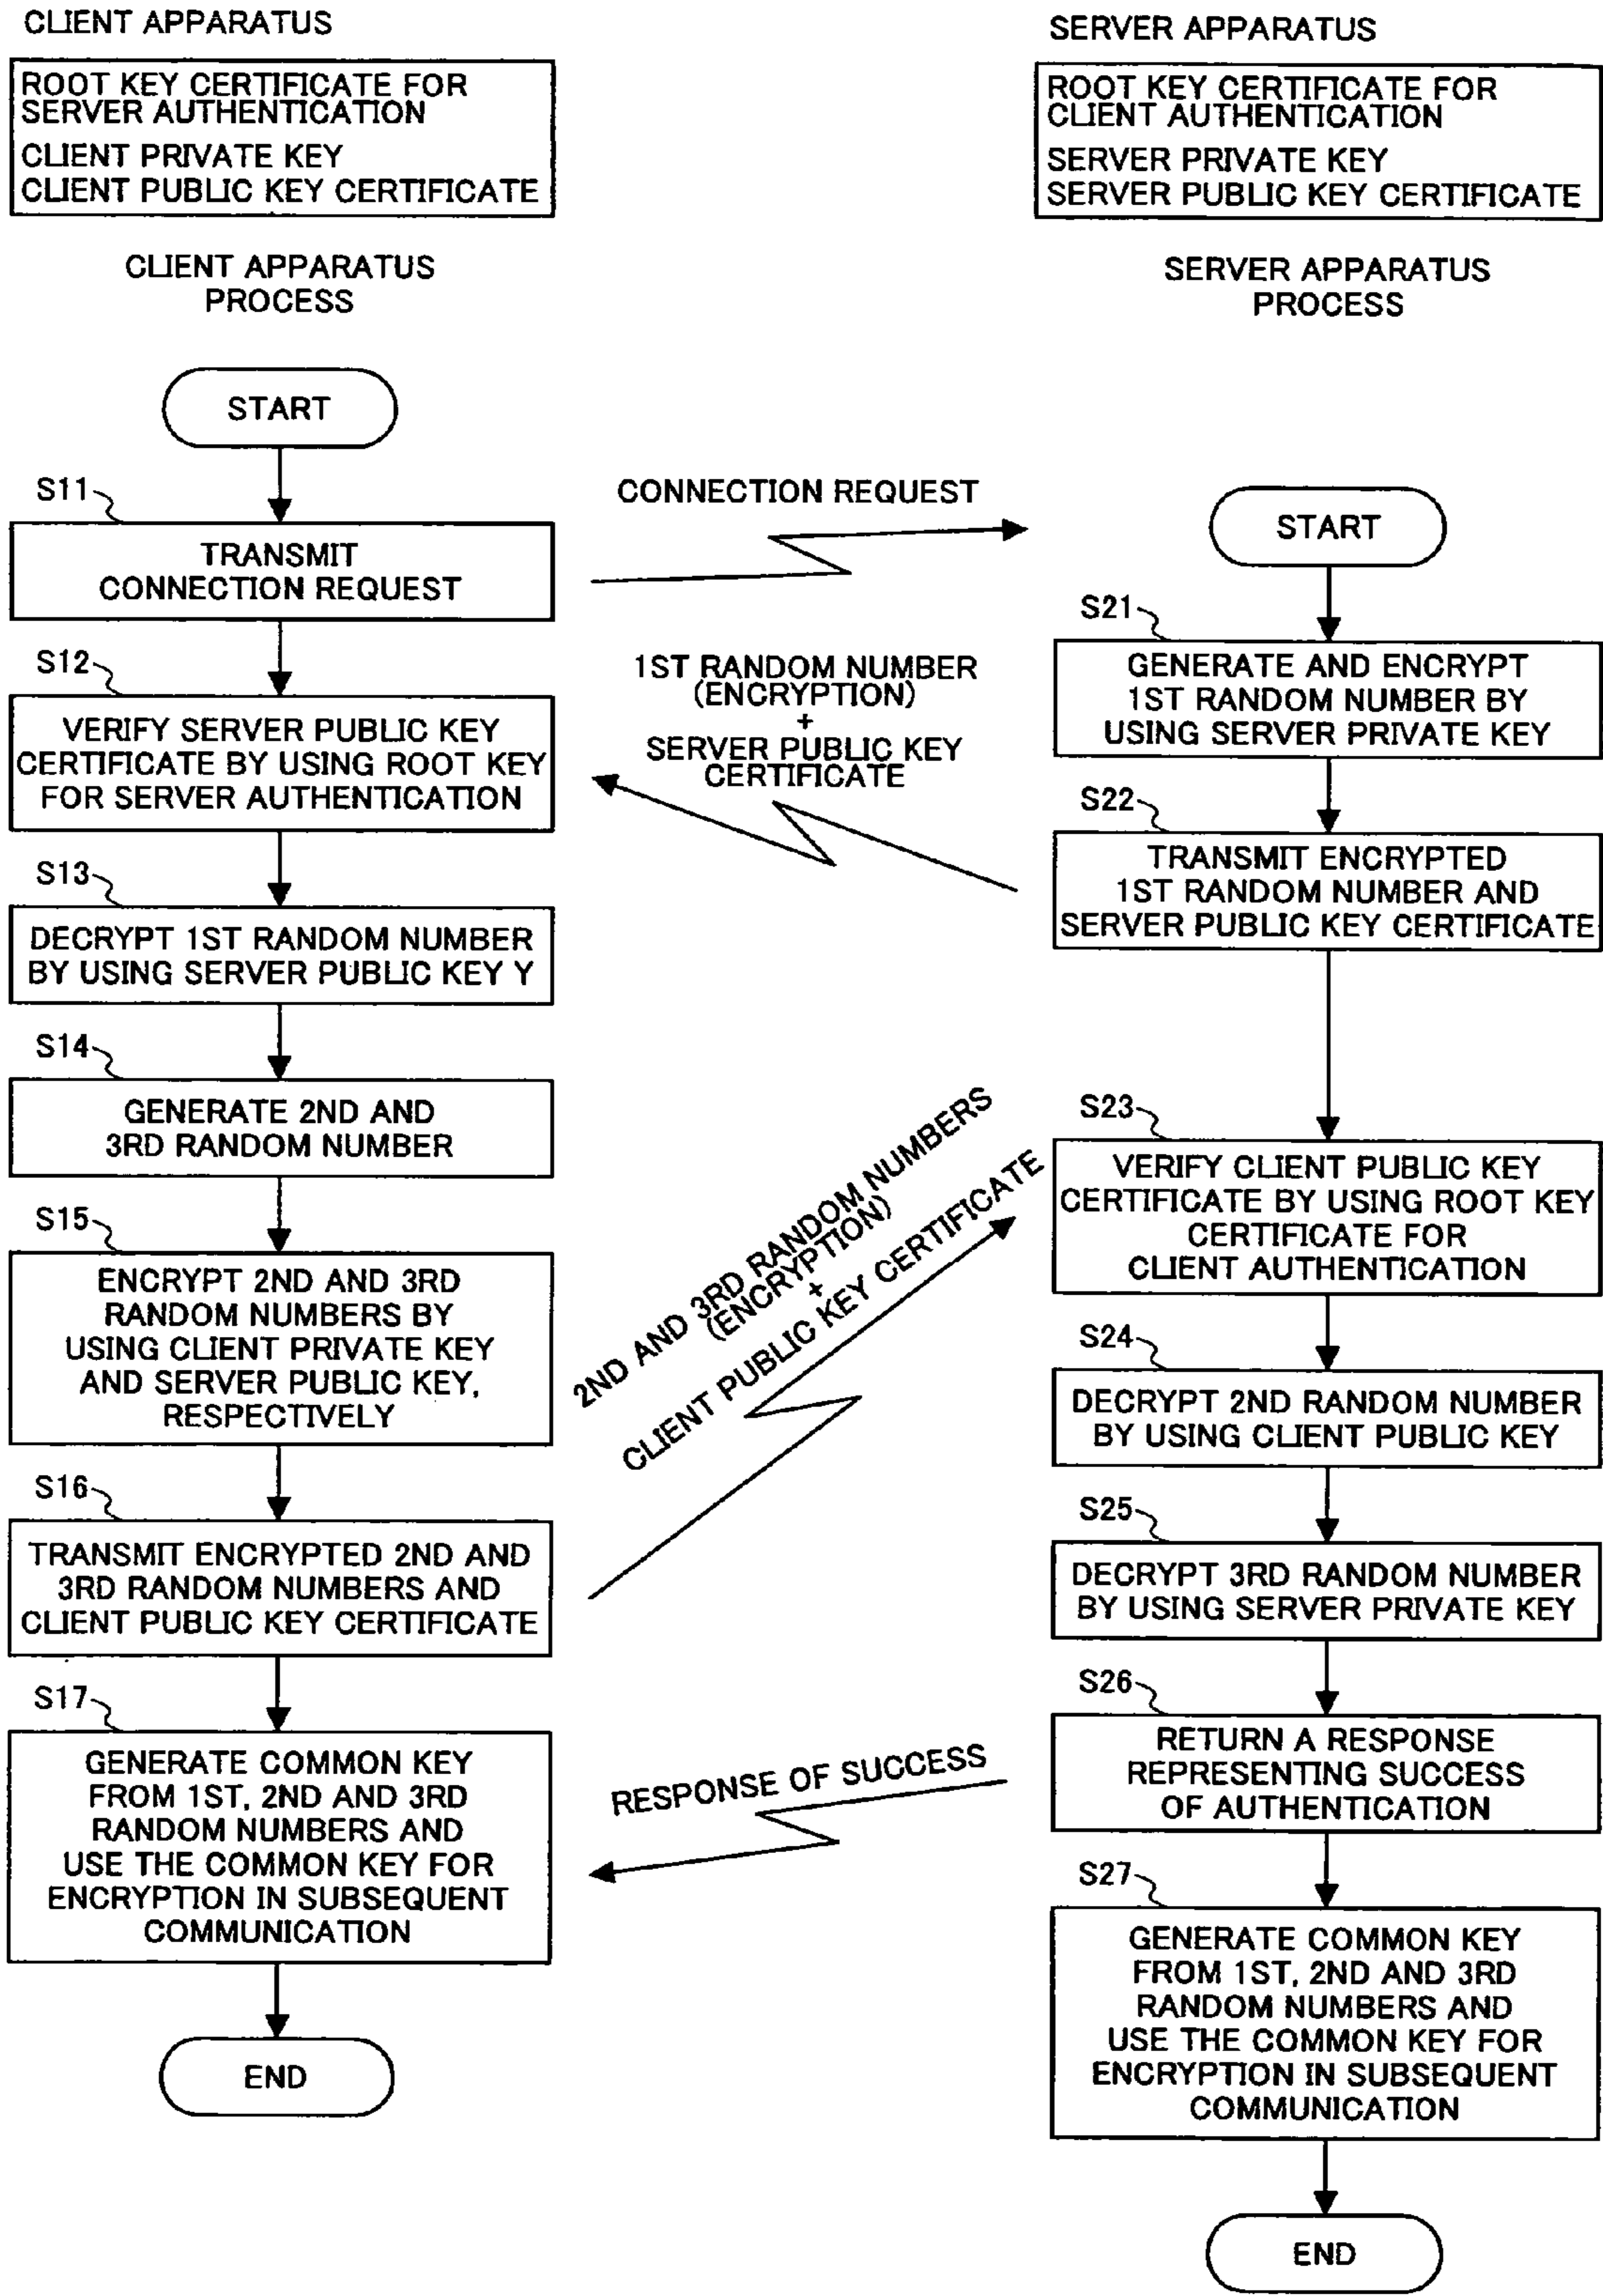 CLIENT APPARATUS
ROOT KEY CERTIFICATE FOR
SERVER AUTHENTICATION
CLIENT PRIVATE KEY
CLIENT PUBLIC KEY CERTIFICATE
CLIENT APPARATUS
PROCESS
START
S11
TRANSMIT
CONNECTION REQUEST
S12
VERIFY SERVER PUBLIC KEY
CERTIFICATE BY USING ROOT KEY
FOR SERVER AUTHENTICATION
S13
DECRYPT 1ST RANDOM NUMBER
BY USING SERVER PUBLIC KEY Y
S14
GENERATE 2ND AND
3RD RANDOM NUMBER
S15
ENCRYPT 2ND AND 3RD
RANDOM NUMBERS BY
USING CLIENT PRIVATE KEY
AND SERVER PUBLIC KEY,
RESPECTIVELY
S16
TRANSMIT ENCRYPTED 2ND AND
3RD RANDOM NUMBERS AND
CLIENT PUBLIC KEY CERTIFICATE
S17
GENERATE COMMON KEY
FROM 1ST, 2ND AND 3RD
RANDOM NUMBERS AND
USE THE COMMON KEY FOR
ENCRYPTION IN SUBSEQUENT
COMMUNICATION
END
CONNECTION REQUEST
1ST RANDOM NUMBER
(ENCRYPTION)
+
SERVER PUBLIC KEY
CERTIFICATE
2ND AND 3RD RANDOM NUMBERS
(ENCRYPTION)
+
CLIENT PUBLIC KEY CERTIFICATE
RESPONSE OF SUCCESS
SERVER APPARATUS
ROOT KEY CERTIFICATE FOR
CLIENT AUTHENTICATION
SERVER PRIVATE KEY
SERVER PUBLIC KEY CERTIFICATE
SERVER APPARATUS
PROCESS
START
S21
GENERATE AND ENCRYPT
1ST RANDOM NUMBER BY
USING SERVER PRIVATE KEY
S22
TRANSMIT ENCRYPTED
1ST RANDOM NUMBER AND
SERVER PUBLIC KEY CERTIFICATE
S23
VERIFY CLIENT PUBLIC KEY
CERTIFICATE BY USING ROOT KEY
CERTIFICATE FOR
CLIENT AUTHENTICATION
S24
DECRYPT 2ND RANDOM NUMBER
BY USING CLIENT PUBLIC KEY
S25
DECRYPT 3RD RANDOM NUMBER
BY USING SERVER PRIVATE KEY
S26
RETURN A RESPONSE
REPRESENTING SUCCESS
OF AUTHENTICATION
S27
GENERATE COMMON KEY
FROM 1ST, 2ND AND 3RD
RANDOM NUMBERS AND
USE THE COMMON KEY FOR
ENCRYPTION IN SUBSEQUENT
COMMUNICATION
END